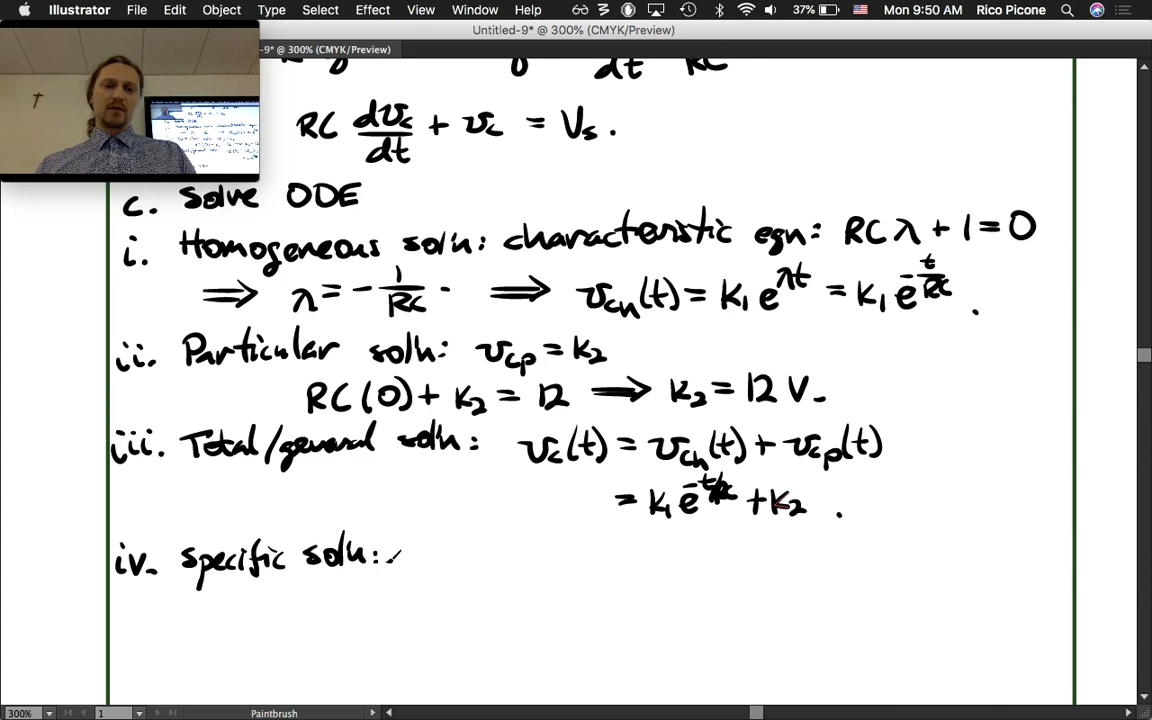 Illustrator File Edit Object Type Select Effect View Window Help 37% Mon 9:50 AM Rico Picone
Untitled-9* @ 300% (CMYK/Preview)
-9* @ 300% (CMYK/Preview)
dt RC
RC dv_c/dt + v_c = V_s.
c. Solve ODE
i. Homogeneous soln: characteristic eqn: RCλ + 1 = 0
⇒ λ = -1/RC. ⇒ v_ch(t) = k_1 e^{λt} = k_1 e^{-t/RC}.
ii. Particular soln: v_cp = k_2
RC(0) + k_2 = 12 ⇒ k_2 = 12 V.
iii. Total/general soln: v_c(t) = v_ch(t) + v_cp(t)
= k_1 e^{-t/RC} + k_2 .
iv. specific soln:
300% 1 Paintbrush